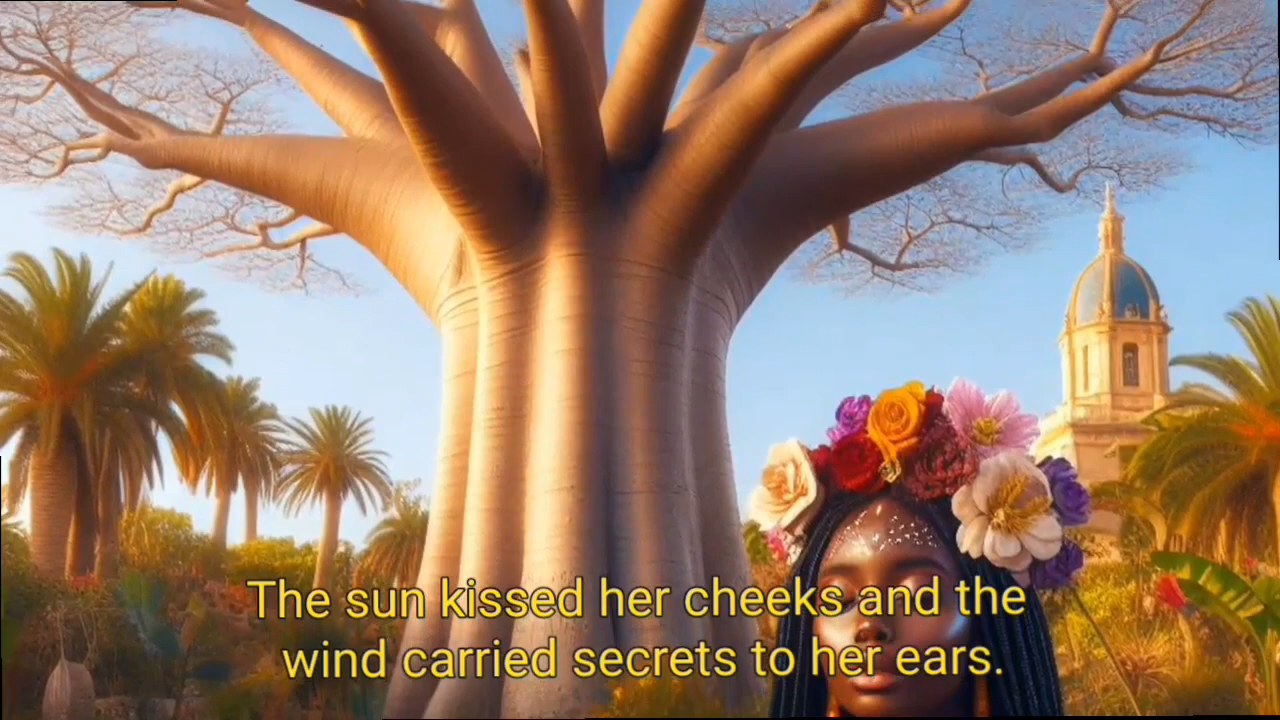 The sun kissed her cheeks and the
wind carried secrets to her ears.